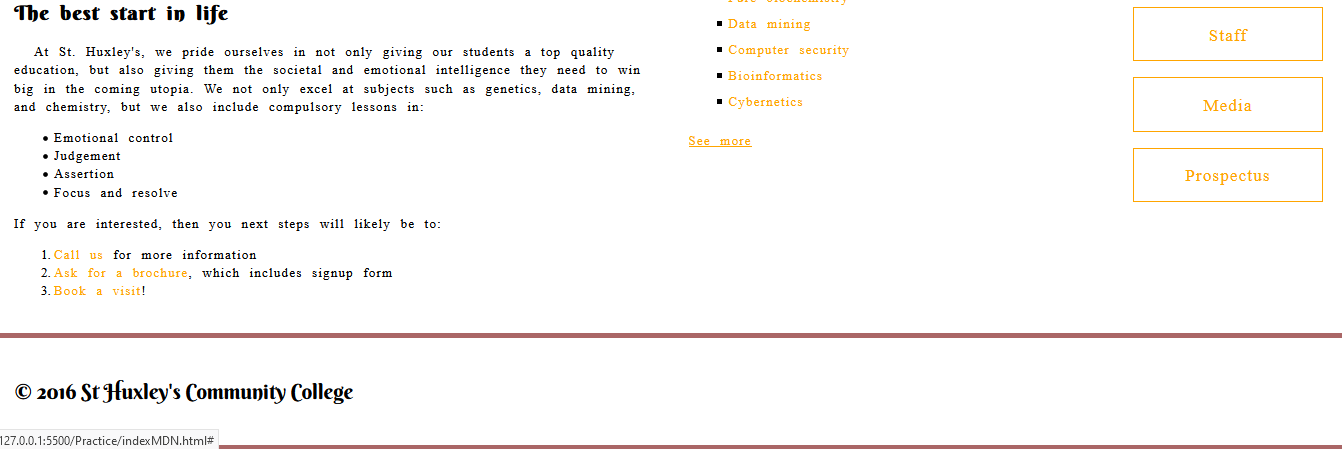 The best start in life
At St. Huxley's, we pride ourselves in not only giving our students a top quality
education, but also giving them the societal and emotional intelligence they need to win
big in the coming utopia. We not only excel at subjects such as genetics, data mining,
and chemistry, but we also include compulsory lessons in:
• Emotional control
• Judgement
• Assertion
• Focus and resolve
If you are interested, then you next steps will likely be to:
1. Call us for more information
2. Ask for a brochure, which includes signup form
3. Book a visit!
Pure biochemistry
Data mining
Computer security
Bioinformatics
Cybernetics
See more
Staff
Media
Prospectus
© 2016 St Huxley's Community College
127.0.0.1:5500/Practice/indexMDN.html#